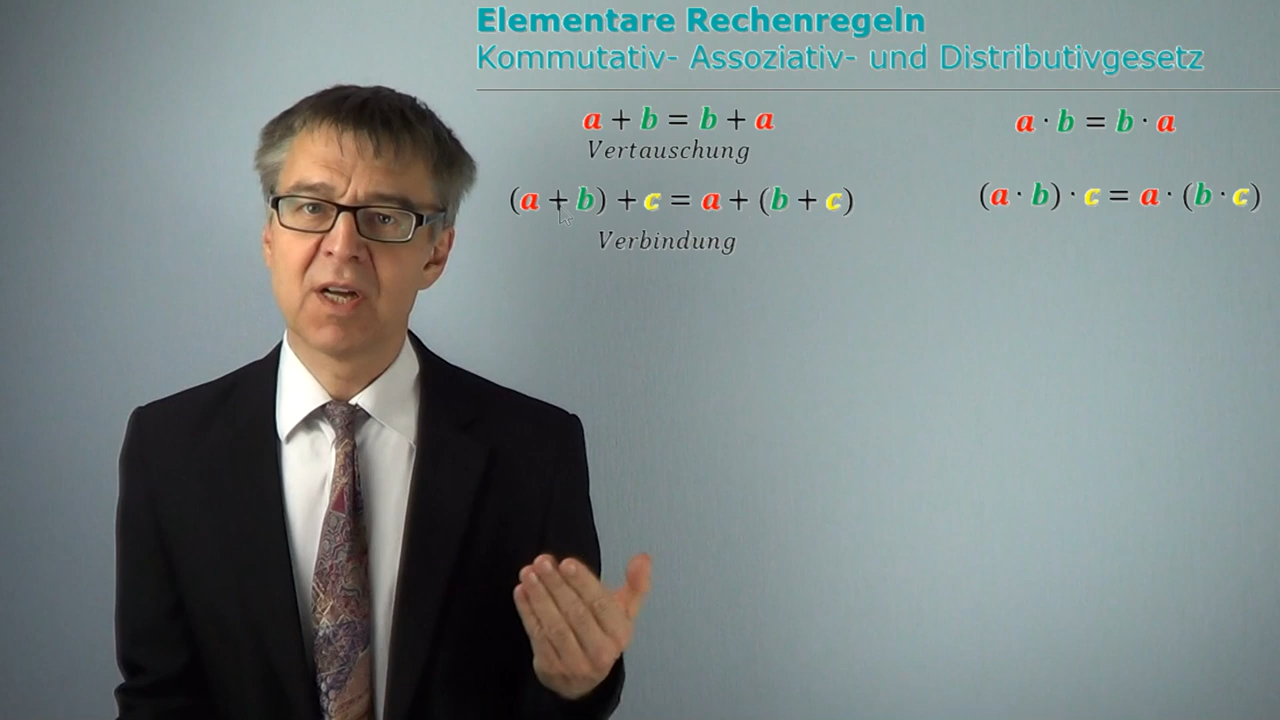 Elementare Rechenregeln
Kommutativ- Assoziativ- und Distributivgesetz
a + b = b + a
Vertauschung
(a + b) + c = a + (b + c)
Verbindung
a · b = b · a
(a · b) · c = a · (b · c)